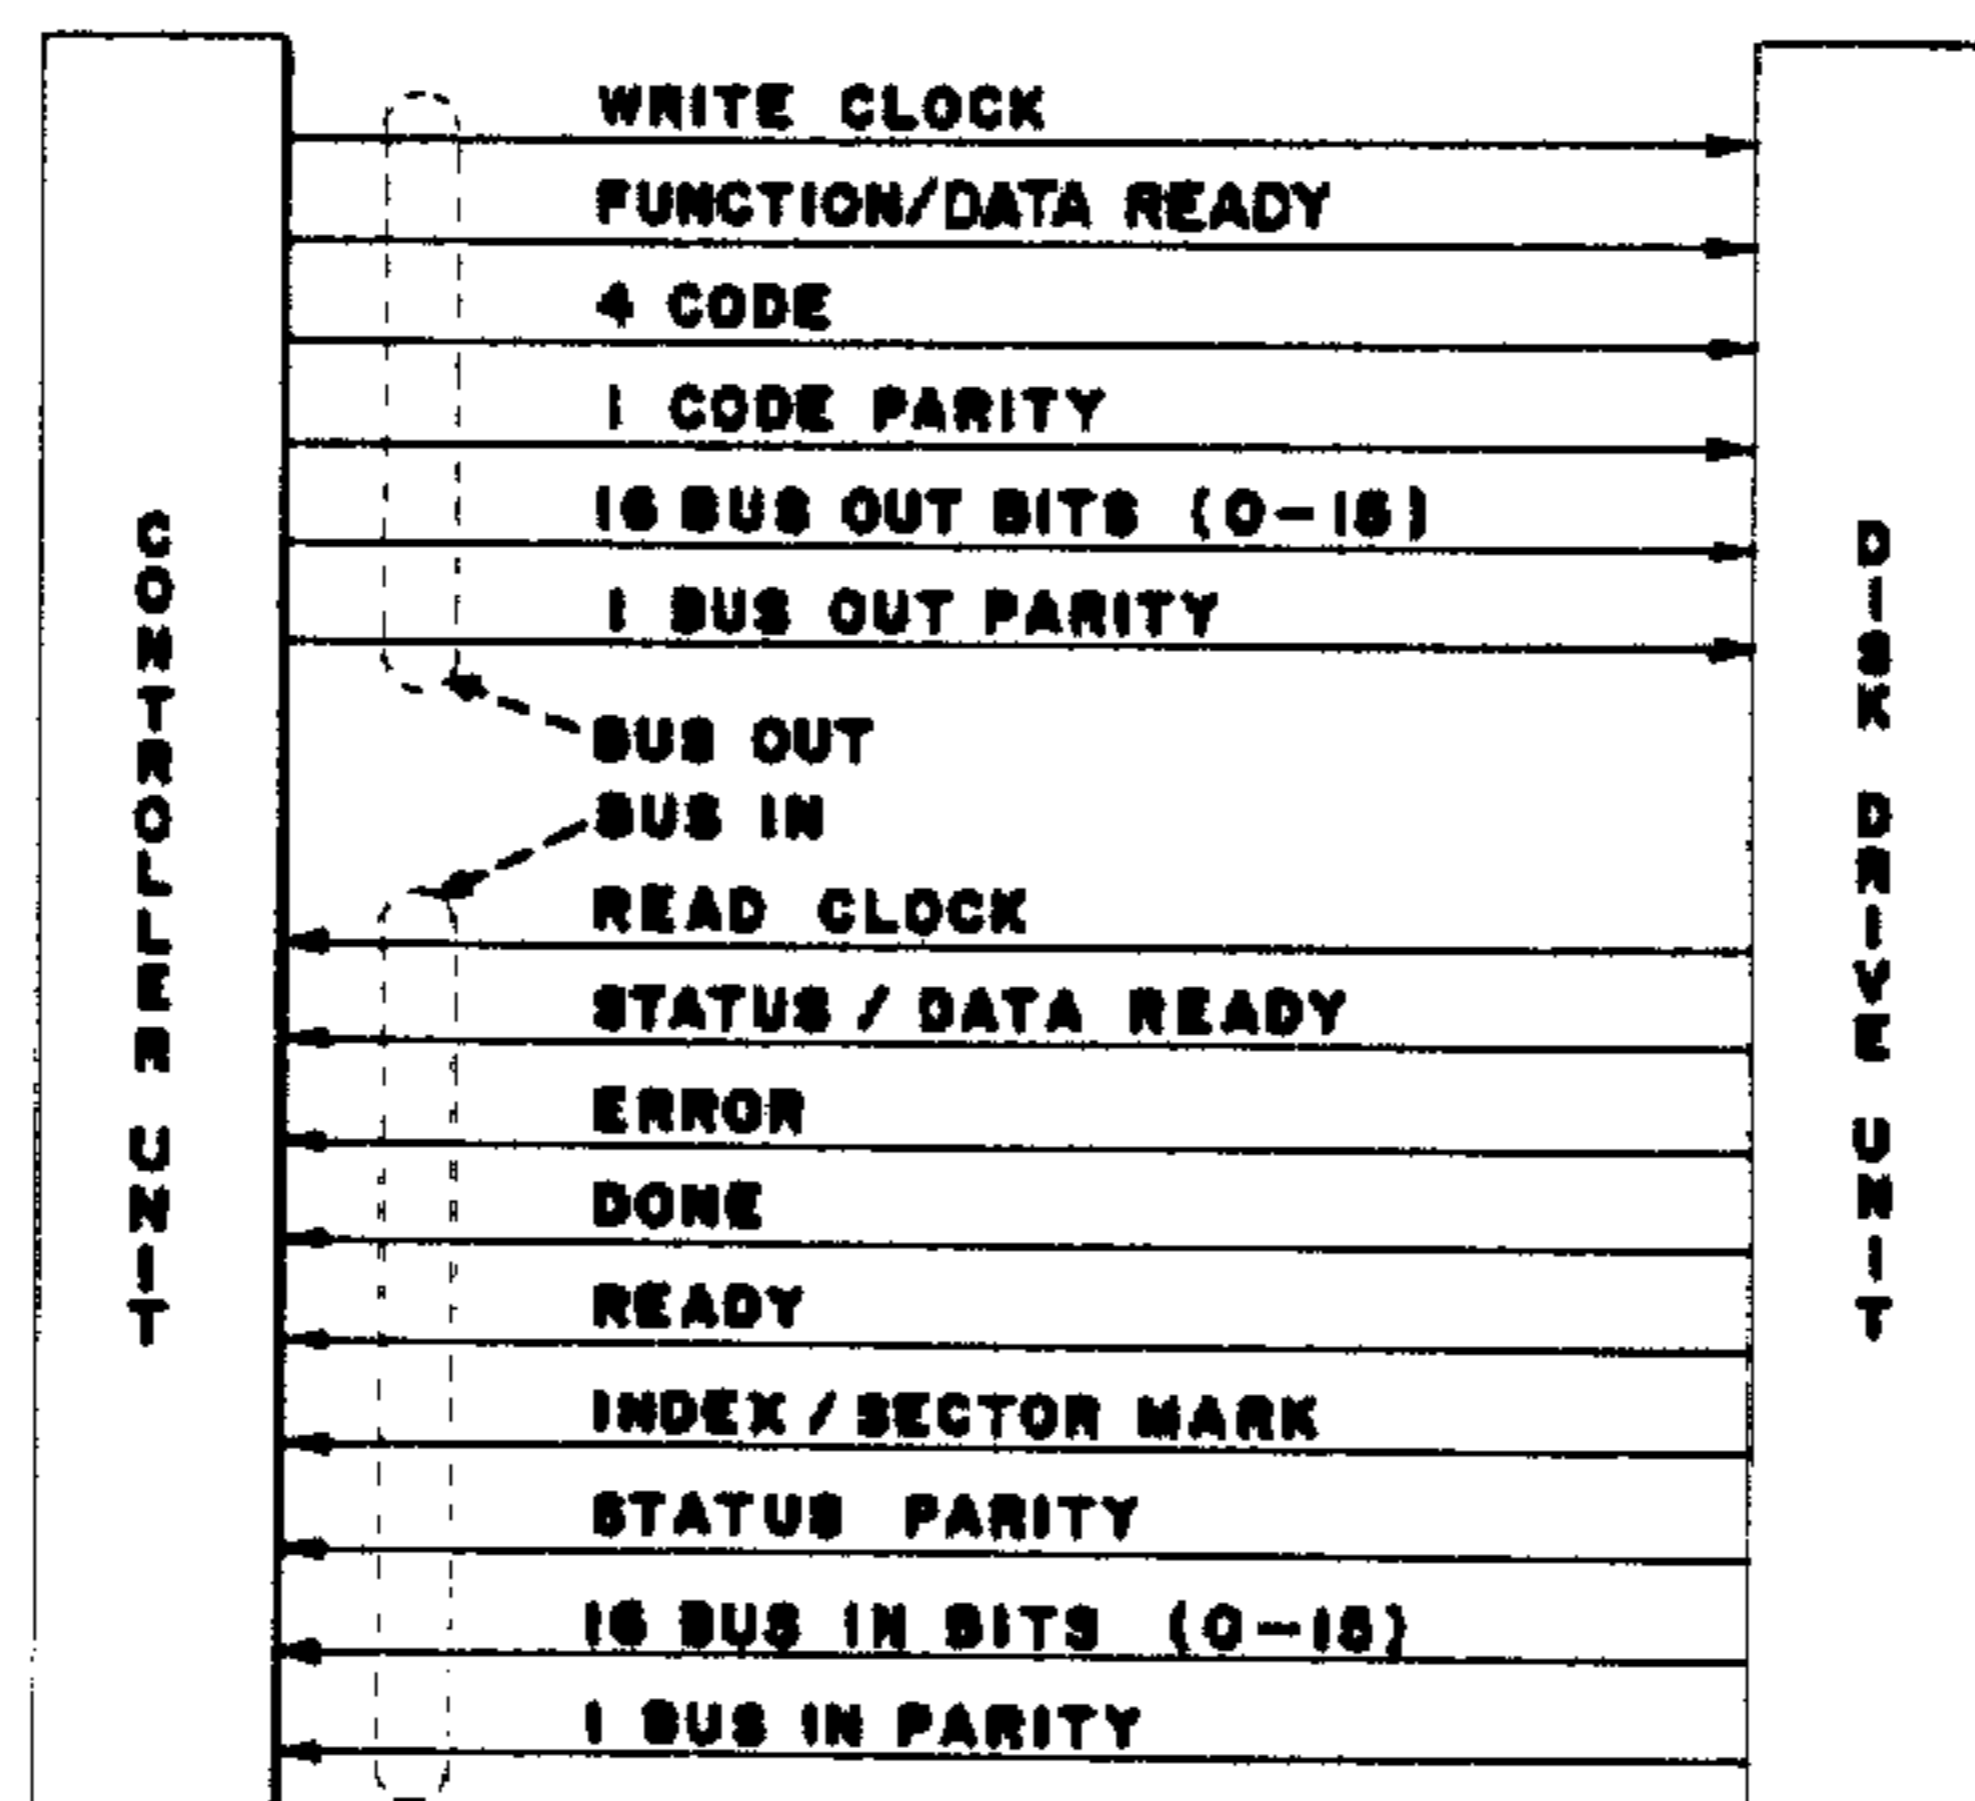 WRITE CLOCK
FUNCTION/DATA READY
4 CODE
1 CODE PARITY
16 BUS OUT BITS (0-15)
1 BUS OUT PARITY
BUS OUT
BUS IN
READ CLOCK
STATUS / DATA READY
ERROR
DONE
READY
INDEX / SECTOR MARK
STATUS PARITY
16 BUS IN BITS (0-15)
1 BUS IN PARITY
CONTROLLER UNIT
DISK DRIVE UNIT